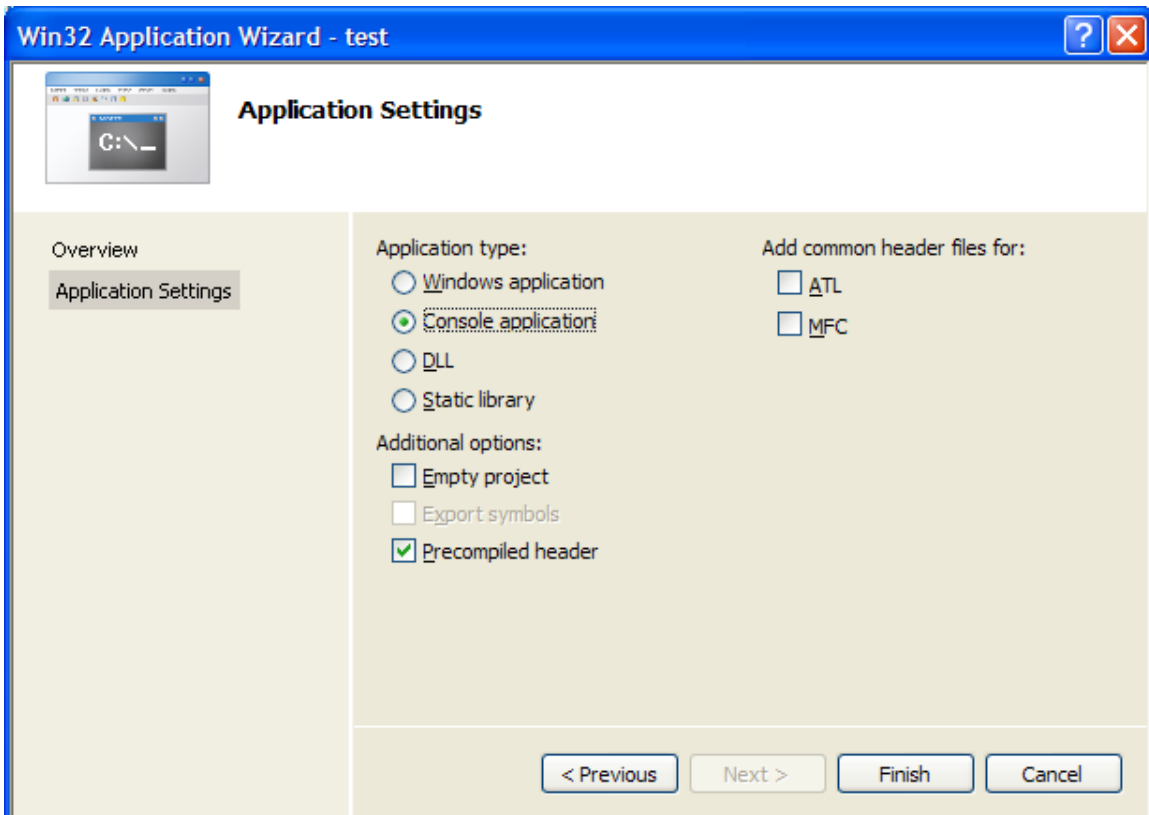 Win32 Application Wizard - test
C:\_
Application Settings
Overview
Application Settings
Application type:
Windows application
Console application
DLL
Static library
Additional options:
Empty project
Export symbols
Precompiled header
Add common header files for:
ATL
MFC
< Previous
Next >
Finish
Cancel